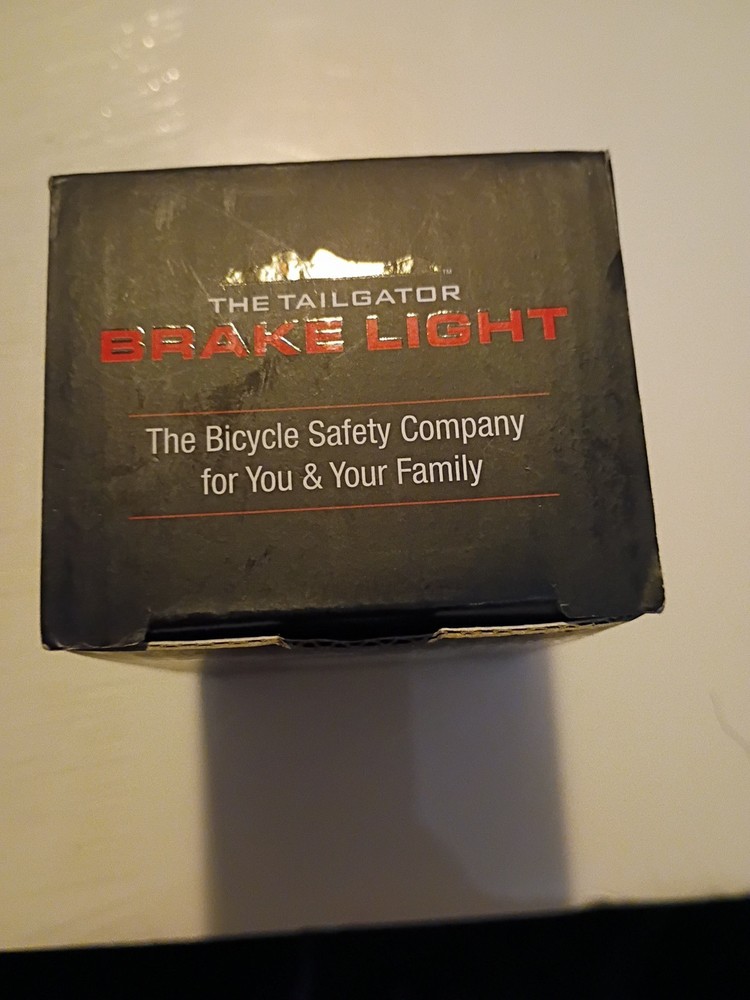 THE TAILGATOR
BRAKE LIGHT
The Bicycle Safety Company
for You & Your Family